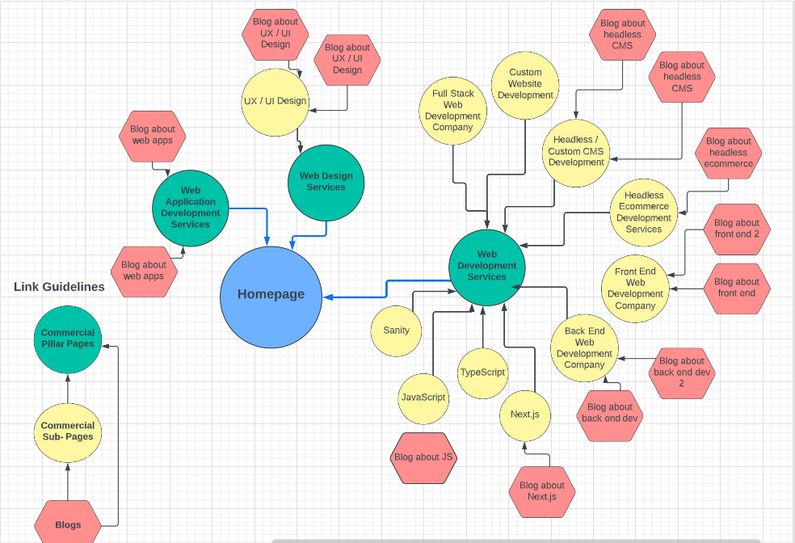 Blog about
UX / UI
Design
Blog about
UX / UI
Design
UX / UI Design
Blog about
web apps
Web
Application
Development
Services
Blog about
web apps
Web Design
Services
Homepage
Blog about
headless
CMS
Blog about
headless
CMS
Custom
Website
Development
Full Stack
Web
Development
Company
Headless /
Custom CMS
Development
Blog about
headless
ecommerce
Headless
Ecommerce
Development
Services
Blog about
front end 2
Web
Development
Services
Front End
Web
Development
Company
Blog about
front end
Sanity
Back End
Web
Development
Company
TypeScript
Blog about
back end dev
2
JavaScript
Next.js
Blog about
back end dev
Blog about JS
Blog about
Next.js
Link Guidelines
Commercial
Pillar Pages
Commercial
Sub- Pages
Blogs